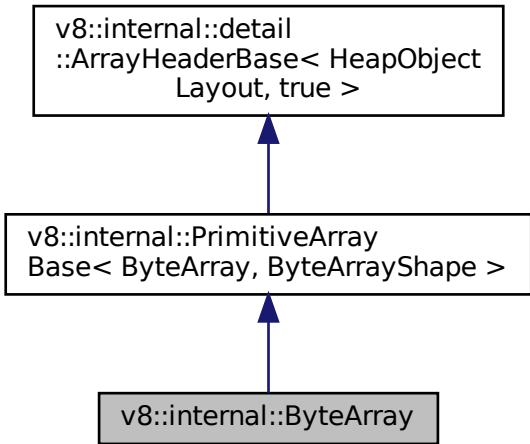 v8::internal::detail
::ArrayHeaderBase< HeapObject
Layout, true >
v8::internal::PrimitiveArray
Base< ByteArray, ByteArrayShape >
v8::internal::ByteArray